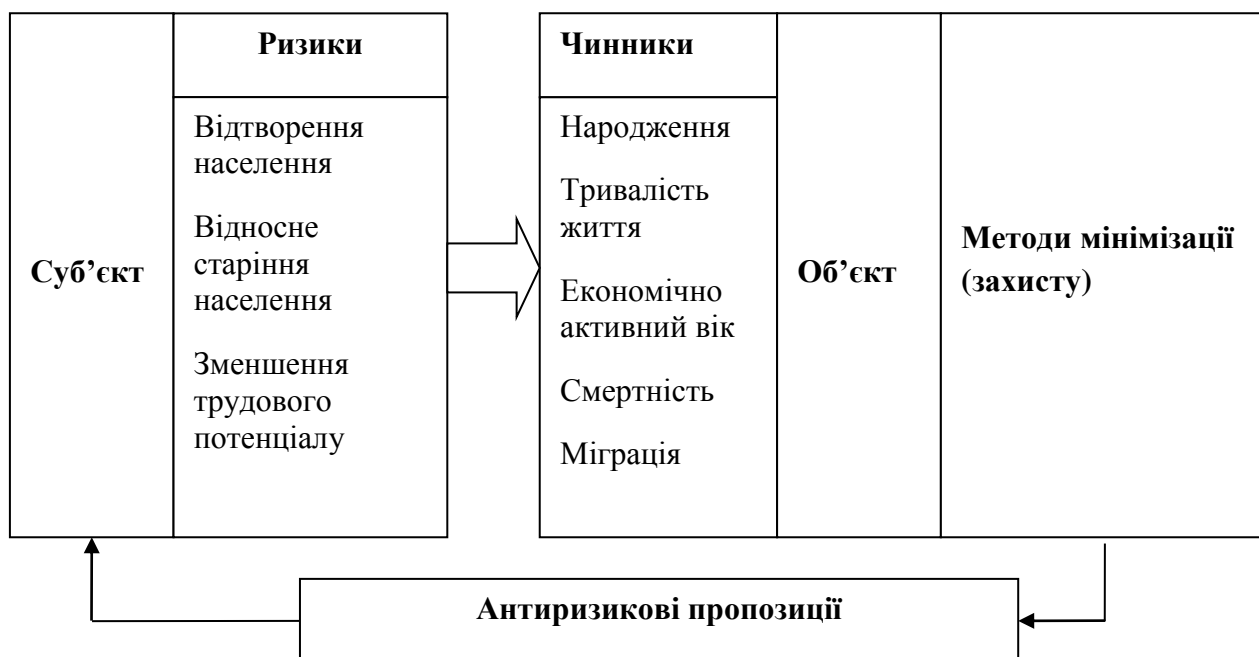 Суб’єкт
Ризики
Відтворення
населення
Відносне
старіння
населення
Зменшення
трудового
потенціалу
Чинники
Народження
Тривалість
життя
Економічно
активний вік
Смертність
Міграція
Об’єкт
Методи мінімізації
(захисту)
Антиризикові пропозиції